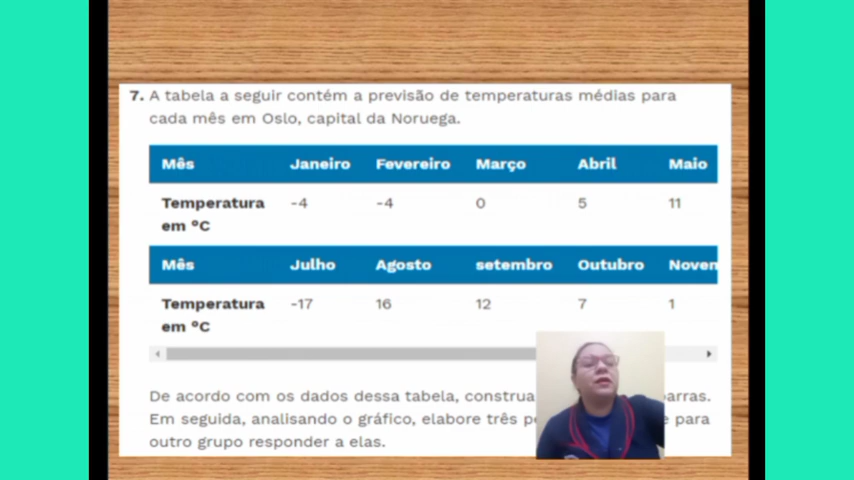 7. A tabela a seguir contém a previsão de temperaturas médias para
cada mês em Oslo, capital da Noruega.
Mês Janeiro Fevereiro Março Abril Maio
Temperatura -4 -4 0 5 11
em °C
Mês Julho Agosto setembro Outubro Novem
Temperatura -17 16 12 7 1
em °C
De acordo com os dados dessa tabela, construa arras.
Em seguida, analisando o gráfico, elabore três pe e para
outro grupo responder a elas.